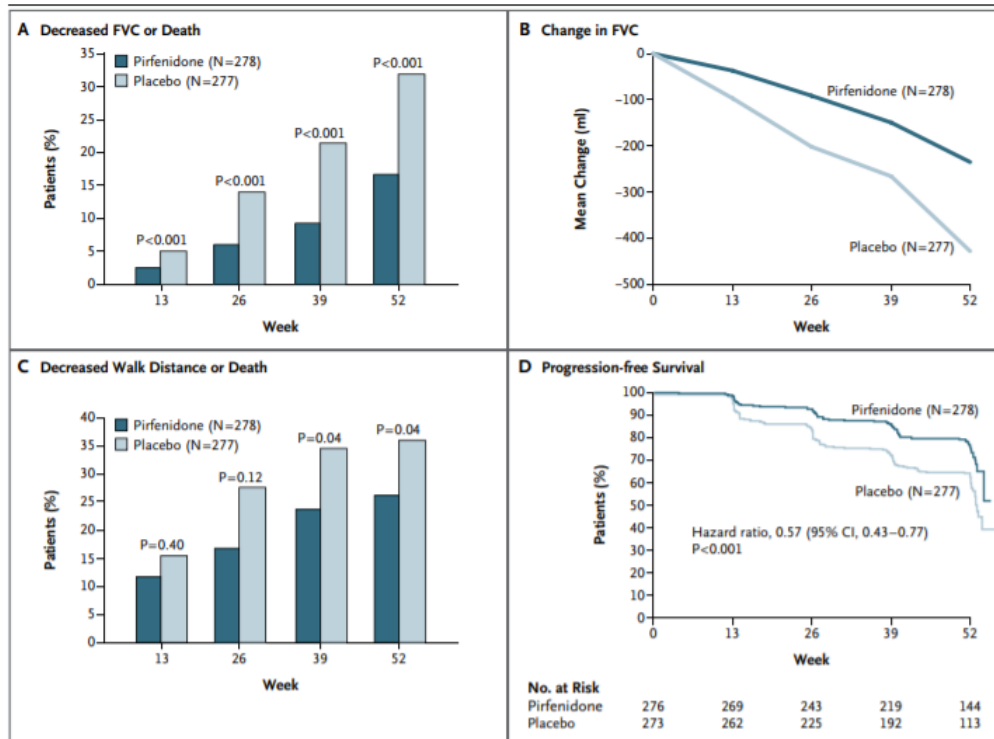 A Decreased FVC or Death
35
30
25
20
15
10
5
0
Patients (%)
Pirfenidone (N=278)
Placebo (N=277)
P<0.001
P<0.001
P<0.001
P<0.001
13 26 39 52
Week
B Change in FVC
0
−100
−200
−300
−400
−500
Mean Change (ml)
Pirfenidone (N=278)
Placebo (N=277)
0 13 26 39 52
Week
C Decreased Walk Distance or Death
40
35
30
25
20
15
10
5
0
Patients (%)
Pirfenidone (N=278)
Placebo (N=277)
P=0.40
P=0.12
P=0.04
P=0.04
13 26 39 52
Week
D Progression-free Survival
100
90
80
70
60
50
40
30
20
10
0
Patients (%)
Pirfenidone (N=278)
Placebo (N=277)
Hazard ratio, 0.57 (95% CI, 0.43–0.77)
P<0.001
0 13 26 39 52
Week
No. at Risk
Pirfenidone 276 269 243 219 144
Placebo 273 262 225 192 113